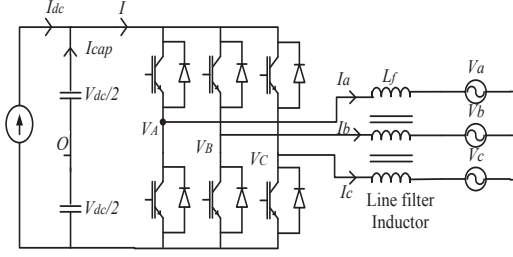 Idc
I
Icap
Vdc/2
O
Vdc/2
VA
VB
VC
Ia
Ib
Ic
Lf
Va
Vb
Vc
Line filter
Inductor